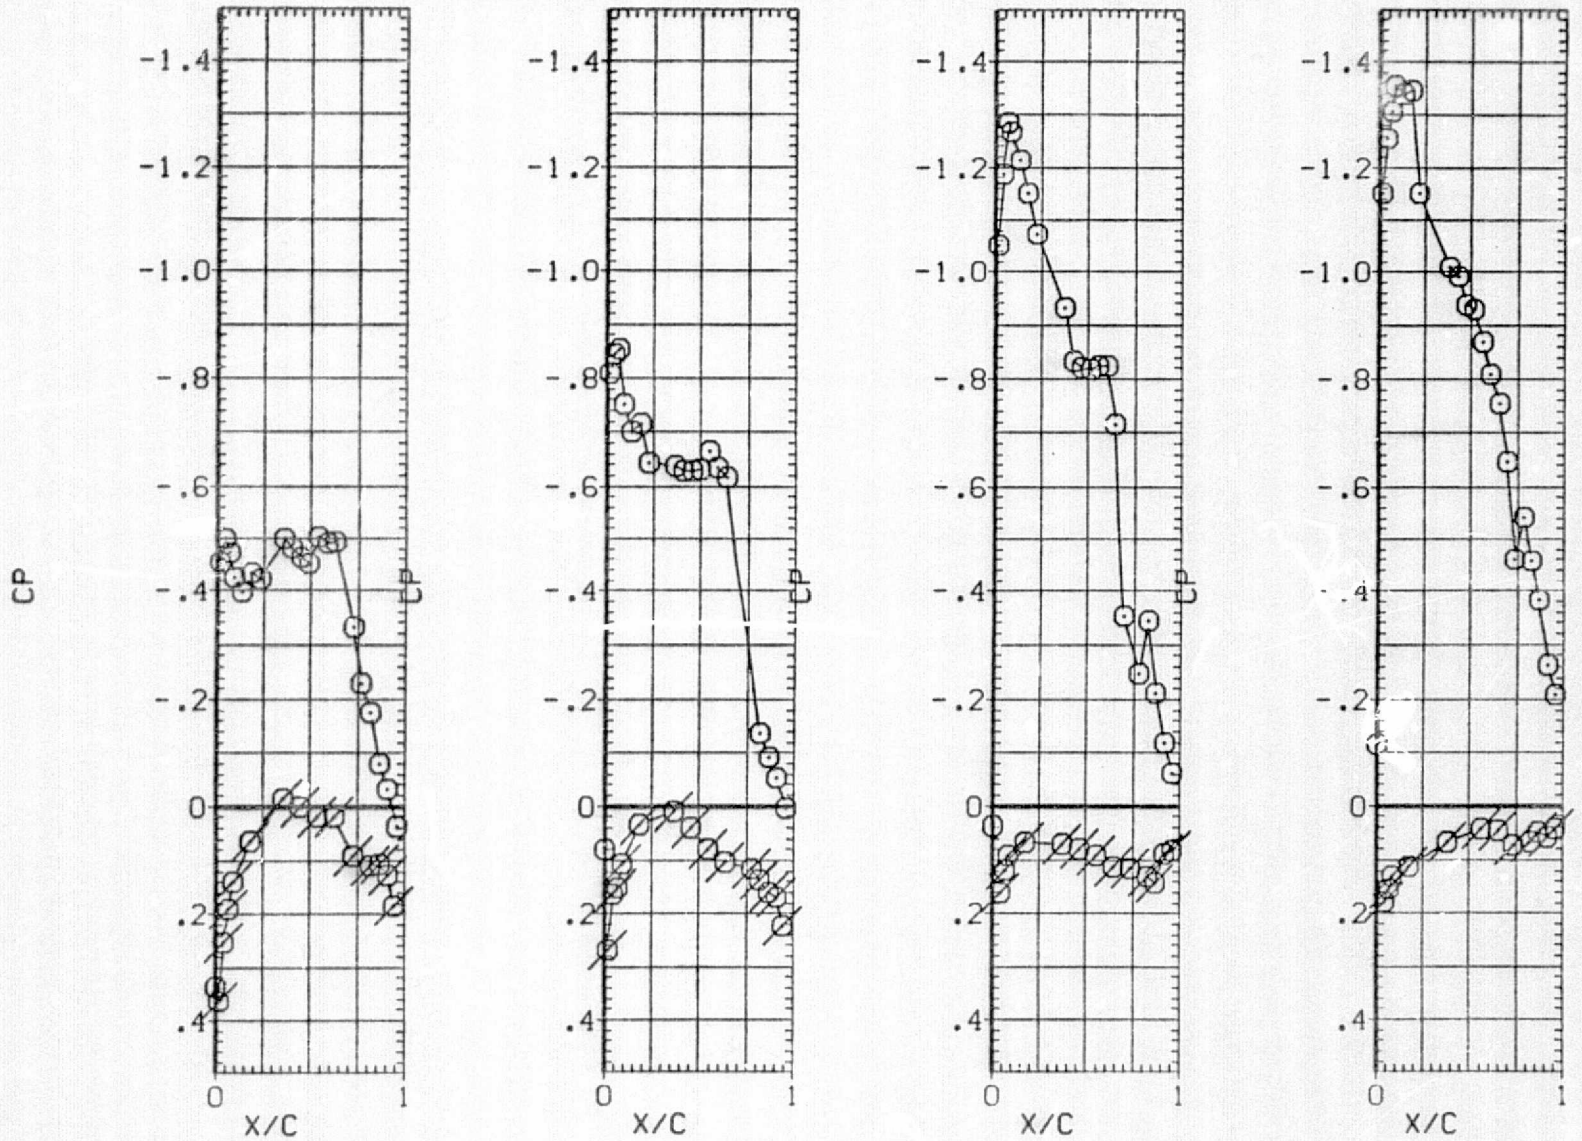 -1.4 -1.4 -1.4 -1.4
-1.2 -1.2 -1.2 -1.2
-1.0 -1.0 -1.0 -1.0
-.8 -.8 -.8 -.8
-.6 -.6 -.6 -.6
CP -.4 CP -.4 CP -.4 CP -.4
-.2 -.2 -.2 -.2
0 0 0 0
.2 .2 .2 .2
.4 .4 .4 .4
0 1 0 1 0 1 0 1
X/C X/C X/C X/C